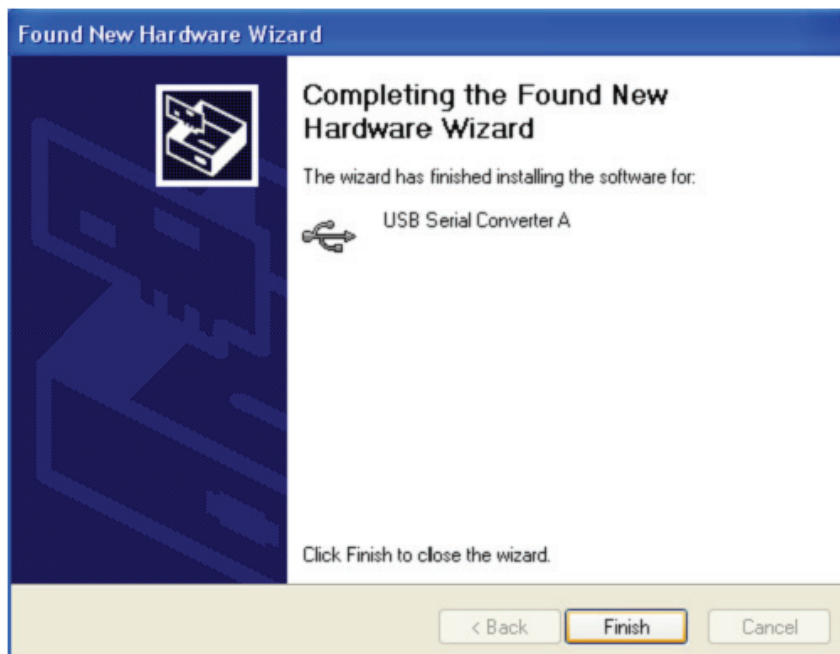 Found New Hardware Wizard
Completing the Found New
Hardware Wizard
The wizard has finished installing the software for:
USB Serial Converter A
Click Finish to close the wizard.
< Back
Finish
Cancel